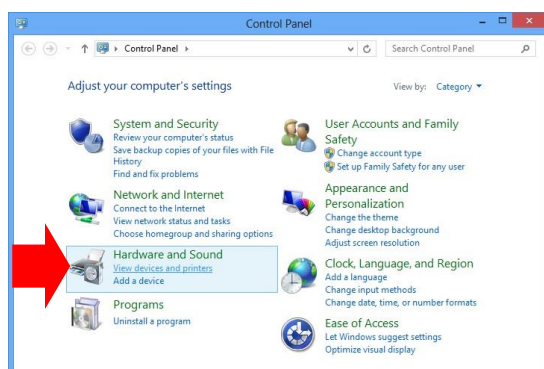 Control Panel
Control Panel
Search Control Panel
Adjust your computer's settings
View by: Category
System and Security
Review your computer's status
Save backup copies of your files with File
History
Find and fix problems
Network and Internet
Connect to the Internet
View network status and tasks
Choose homegroup and sharing options
Hardware and Sound
View devices and printers
Add a device
Programs
Uninstall a program
User Accounts and Family
Safety
Change account type
Set up Family Safety for any user
Appearance and
Personalization
Change the theme
Change desktop background
Adjust screen resolution
Clock, Language, and Region
Add a language
Change input methods
Change date, time, or number formats
Ease of Access
Let Windows suggest settings
Optimize visual display